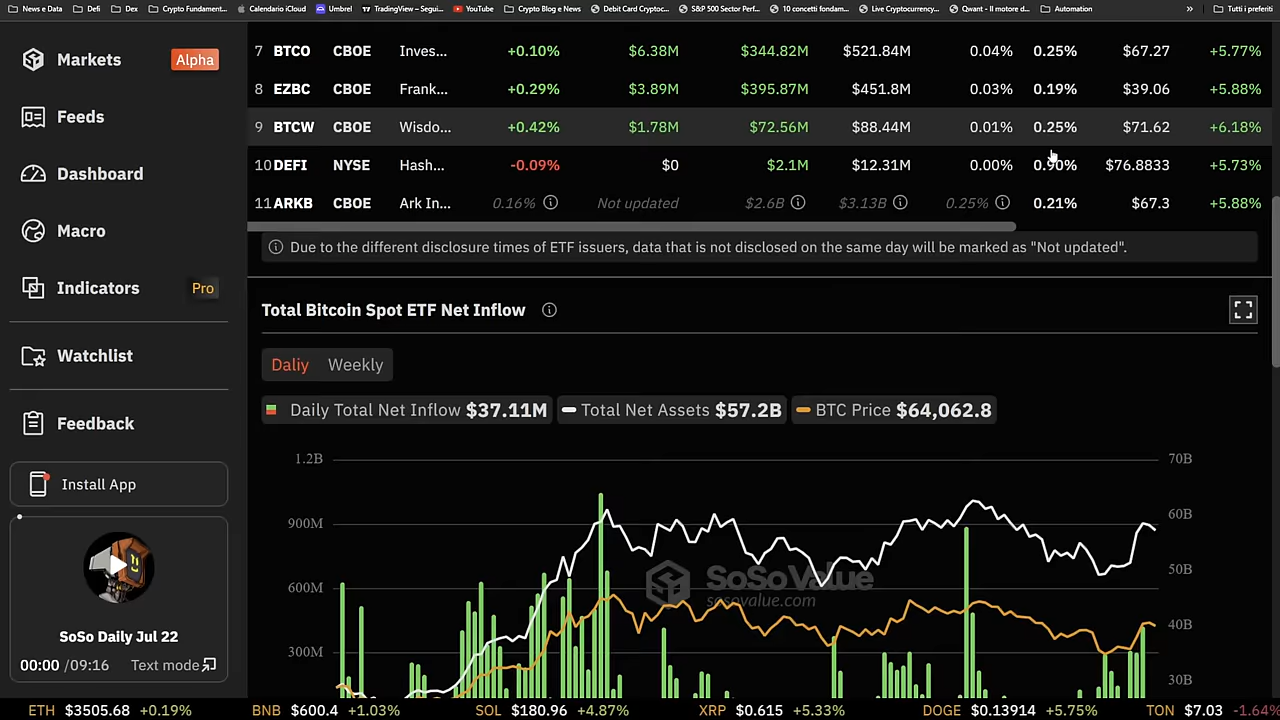 News e Data Defi Dex Crypto Fundament... Calendario iCloud Umbrel TradingView – Segui... YouTube Crypto Blog e News Debit Card Cryptoc... S&P 500 Sector Perf... 10 concetti fondam... Live Cryptocurrency... Qwant - Il motore d... Automation » Tutti i preferiti
Markets Alpha
Feeds
Dashboard
Macro
Indicators Pro
Watchlist
Feedback
Install App
SoSo Daily Jul 22
00:00 /09:16 Text mode
7 BTCO CBOE Inves... +0.10% $6.38M $344.82M $521.84M 0.04% 0.25% $67.27 +5.77%
8 EZBC CBOE Frank... +0.29% $3.89M $395.87M $451.8M 0.03% 0.19% $39.06 +5.88%
9 BTCW CBOE Wisdo... +0.42% $1.78M $72.56M $88.44M 0.01% 0.25% $71.62 +6.18%
10 DEFI NYSE Hash... -0.09% $0 $2.1M $12.31M 0.00% 0.90% $76.8833 +5.73%
11 ARKB CBOE Ark In... 0.16% Not updated $2.6B $3.13B 0.25% 0.21% $67.3 +5.88%
Due to the different disclosure times of ETF issuers, data that is not disclosed on the same day will be marked as "Not updated".
Total Bitcoin Spot ETF Net Inflow
Daliy Weekly
Daily Total Net Inflow $37.11M Total Net Assets $57.2B BTC Price $64,062.8
1.2B 70B
900M 60B
600M 50B
300M 40B
30B
SoSoValue
sosovalue.com
ETH $3505.68 +0.19% BNB $600.4 +1.03% SOL $180.96 +4.87% XRP $0.615 +5.33% DOGE $0.13914 +5.75% TON $7.03 -1.64%